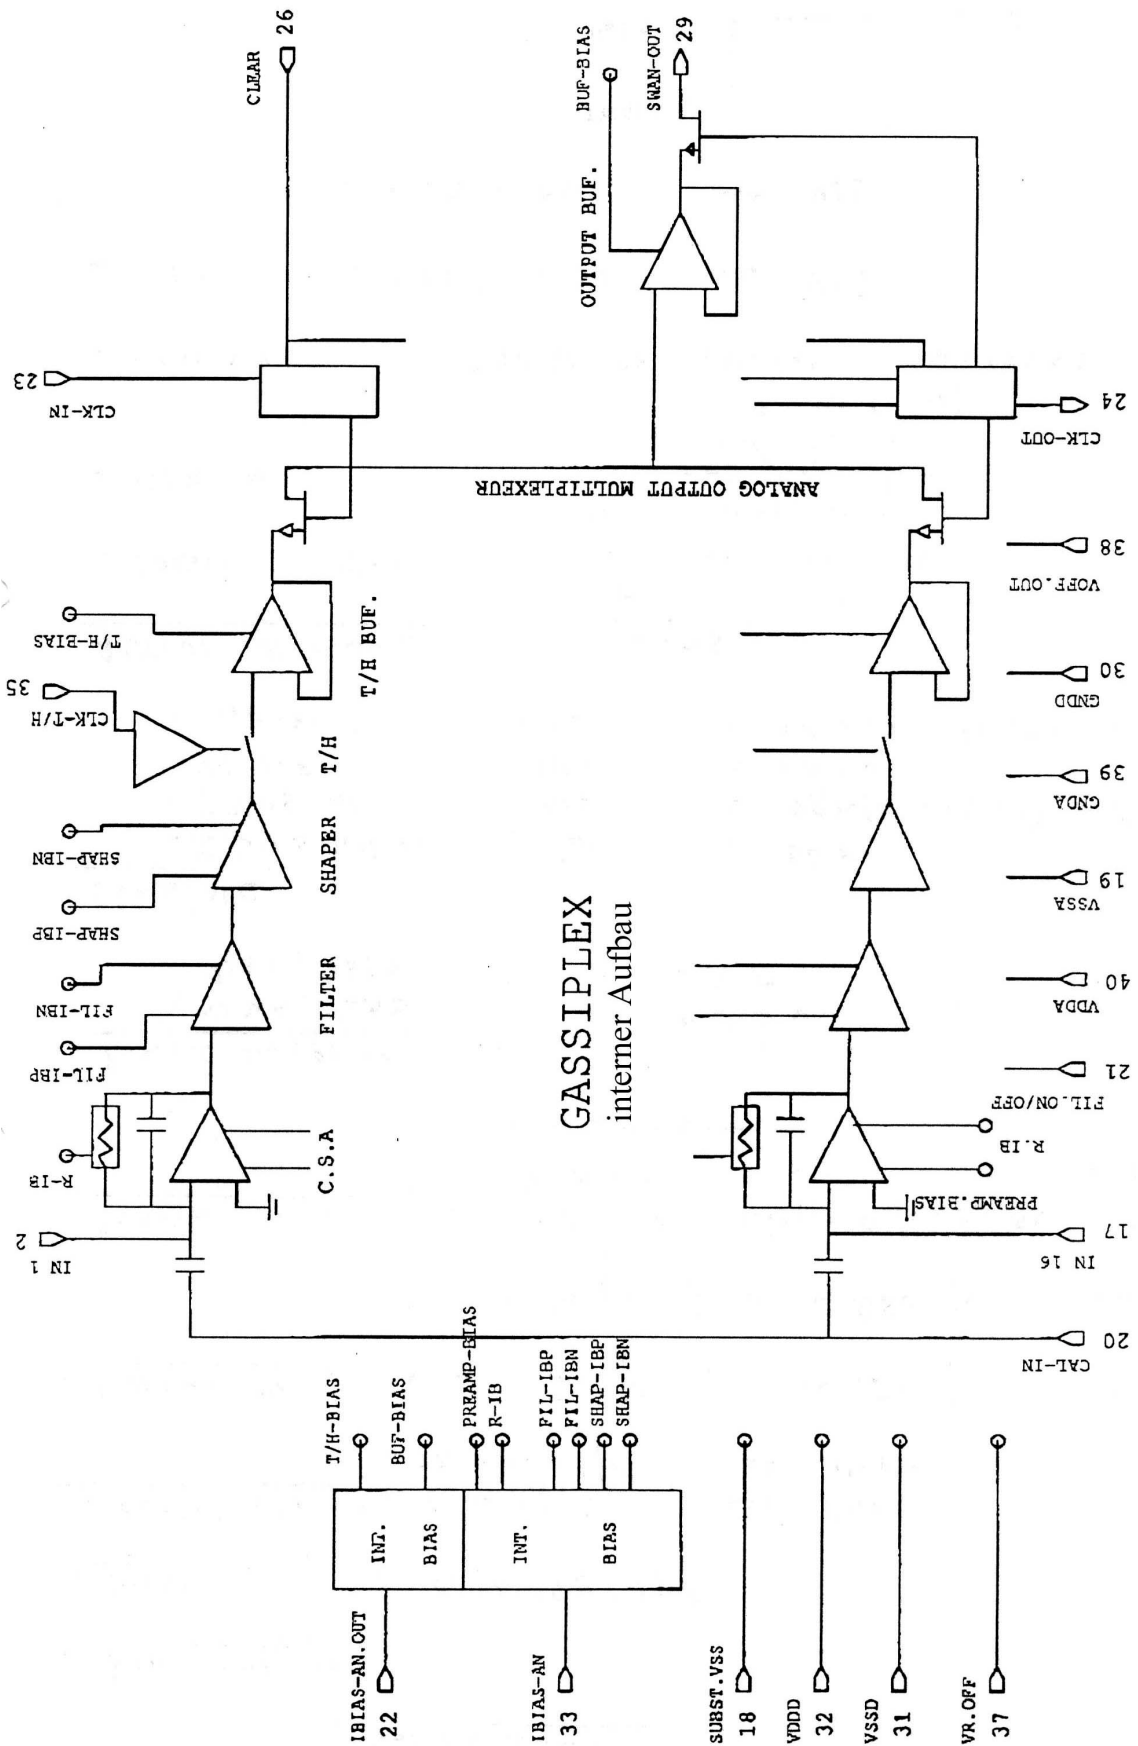 CLEAR
26
BUF-BIAS
SWAN-OUT
29
OUTPUT BUF.
23
CLK-IN
CLK-OUT
24
ANALOG OUTPUT MULTIPLEXEUR
T/H-BIAS
35
CLK-T/H
T/H BUF.
T/H
SHAP-IBN
SHAP-IBP
SHAPER
FIL-IBN
FIL-IBP
FILTER
R-IB
C.S.A
2
IN 1
GASSIPLEX
interner Aufbau
VOFF.OUT
38
GNDD
30
GNDA
39
VSSA
19
VDDA
40
FIL.ON/OFF
21
R.IB
PREAMP.BIAS
IN 16
17
CAL-IN
20
T/H-BIAS
BUF-BIAS
PREAMP-BIAS
R-IB
FIL-IBP
FIL-IBN
SHAP-IBP
SHAP-IBN
INT.
BIAS
INT.
BIAS
IBIAS-AN.OUT
22
IBIAS-AN
33
SUBST.VSS
18
VDDD
32
VSSD
31
VR.OFF
37